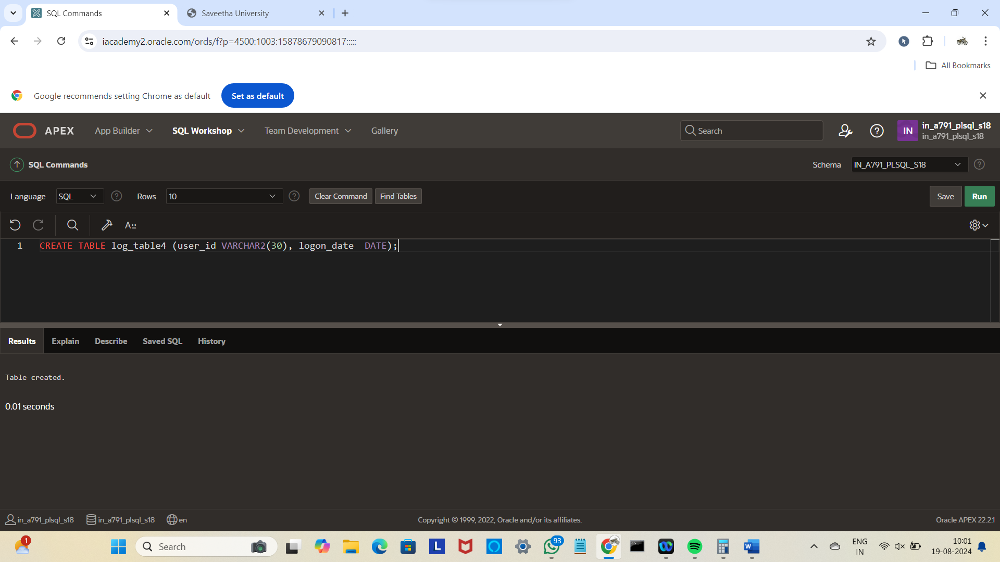 SQL Commands
Saveetha University
iacademy2.oracle.com/ords/f?p=4500:1003:15878679090817:::::
All Bookmarks
Google recommends setting Chrome as default
Set as default
APEX
App Builder
SQL Workshop
Team Development
Gallery
Search
IN
in_a791_plsql_s18
in_a791_plsql_s18
SQL Commands
Schema
IN_A791_PLSQL_S18
Language
SQL
Rows
10
Clear Command
Find Tables
Save
Run
A::
1 CREATE TABLE log_table4 (user_id VARCHAR2(30), logon_date  DATE);
Results
Explain
Describe
Saved SQL
History
Table created.
0.01 seconds
in_a791_plsql_s18
in_a791_plsql_s18
en
Copyright © 1999, 2022, Oracle and/or its affiliates.
Oracle APEX 22.2.1
1
Search
L
93
W
ENG
IN
10:01
19-08-2024